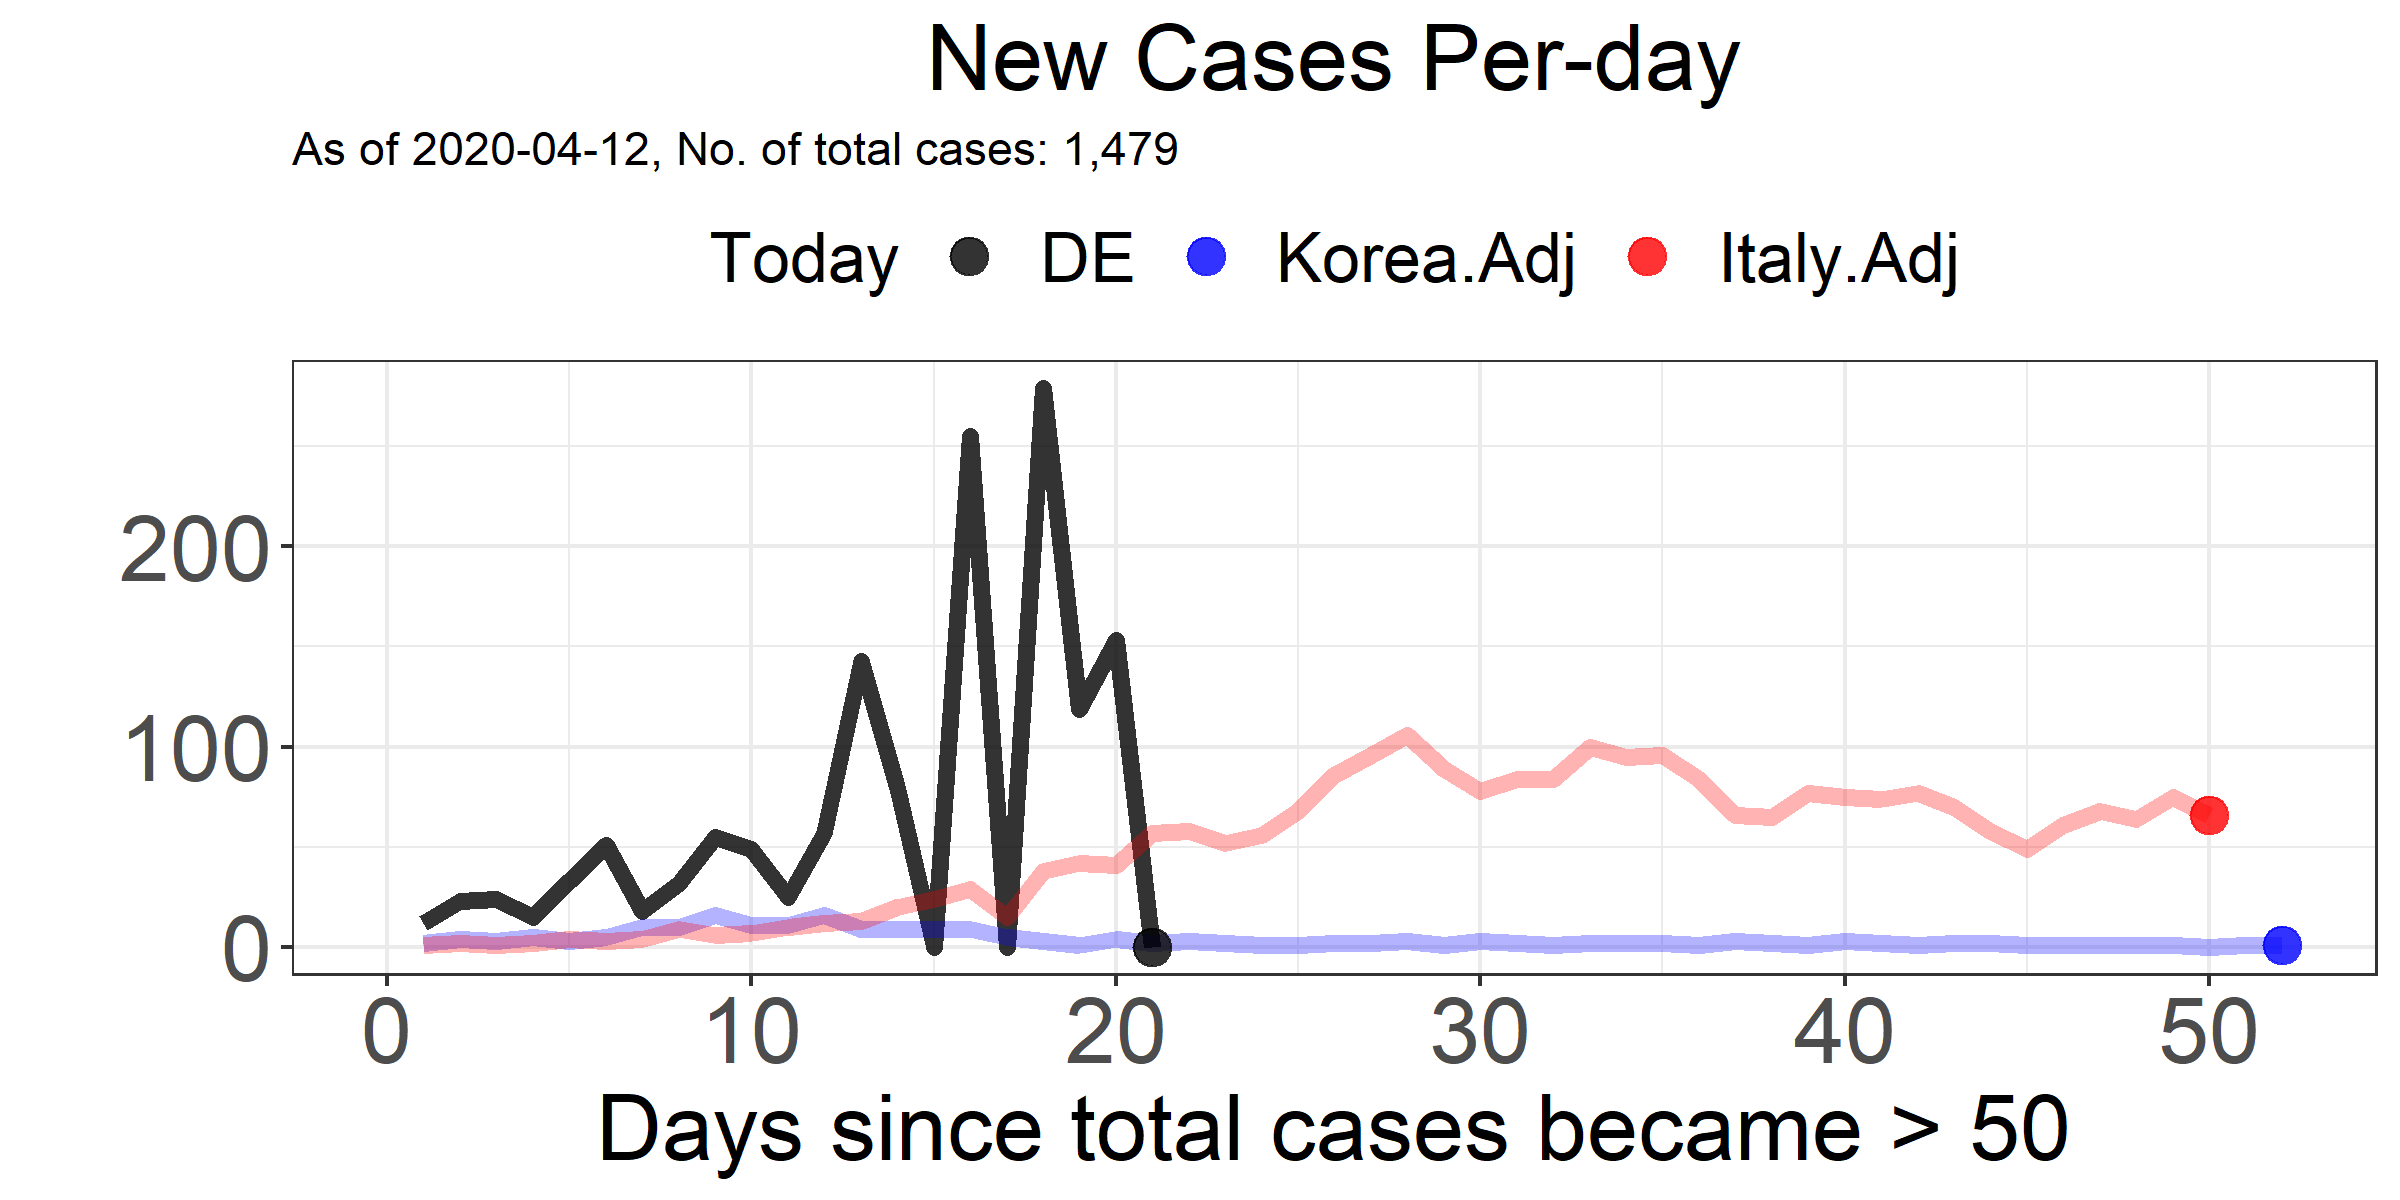 New Cases Per-day
As of 2020-04-12, No. of total cases: 1,479
Today DE Korea.Adj Italy.Adj
200
100
0
0 10 20 30 40 50
Days since total cases became > 50